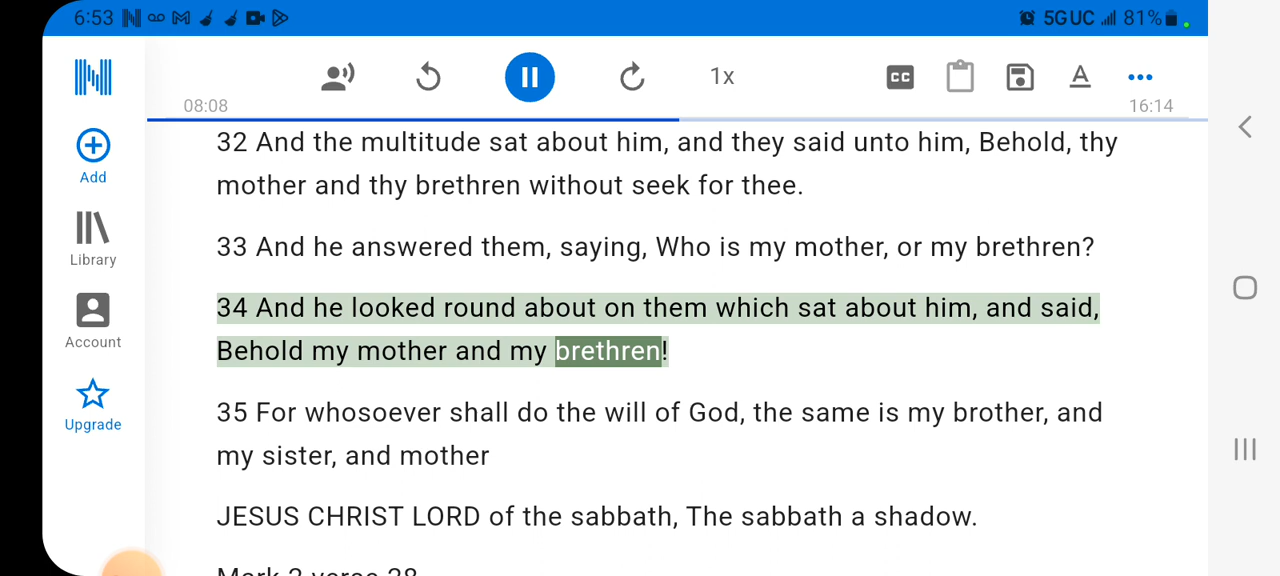 6:53
5G UC 81%
CC A
1x
08:08
16:14
32 And the multitude sat about him, and they said unto him, Behold, thy
mother and thy brethren without seek for thee.
Add
33 And he answered them, saying, Who is my mother, or my brethren?
Library
34 And he looked round about on them which sat about him, and said,
Behold my mother and my brethren!
Account
35 For whosoever shall do the will of God, the same is my brother, and
my sister, and mother
Upgrade
JESUS CHRIST LORD of the sabbath, The sabbath a shadow.